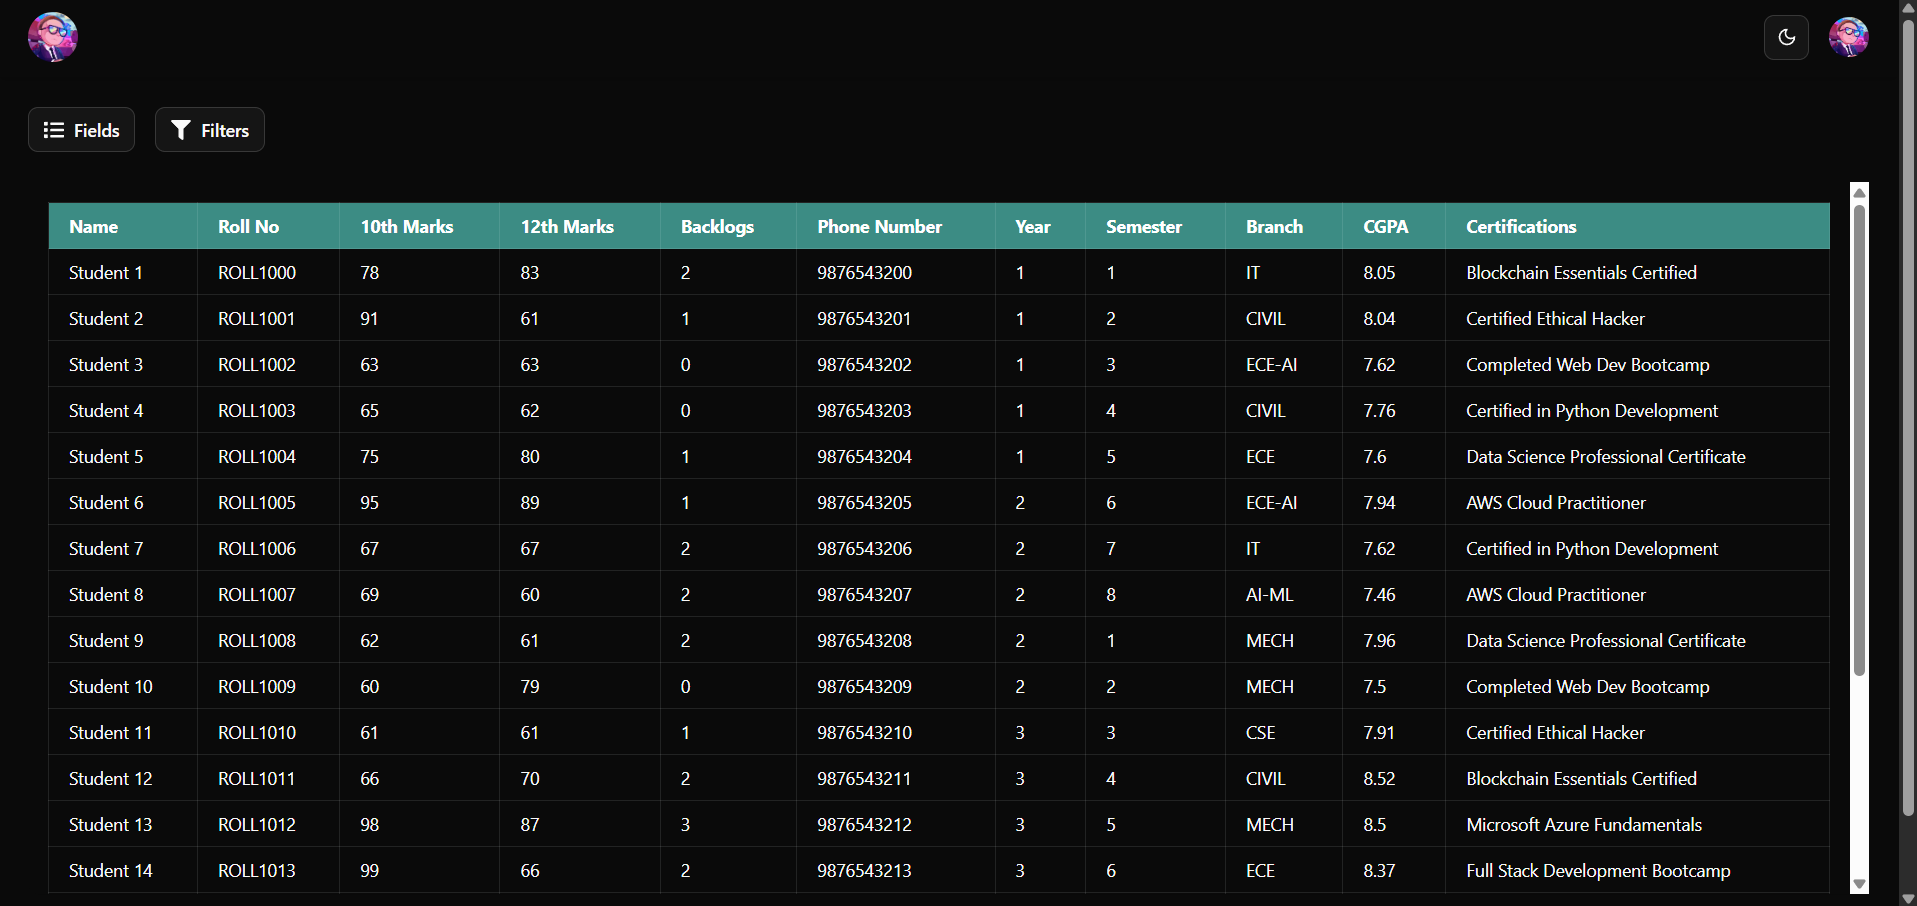 Fields Filters
Name Roll No 10th Marks 12th Marks Backlogs Phone Number Year Semester Branch CGPA Certifications
Student 1 ROLL1000 78 83 2 9876543200 1 1 IT 8.05 Blockchain Essentials Certified
Student 2 ROLL1001 91 61 1 9876543201 1 2 CIVIL 8.04 Certified Ethical Hacker
Student 3 ROLL1002 63 63 0 9876543202 1 3 ECE-AI 7.62 Completed Web Dev Bootcamp
Student 4 ROLL1003 65 62 0 9876543203 1 4 CIVIL 7.76 Certified in Python Development
Student 5 ROLL1004 75 80 1 9876543204 1 5 ECE 7.6 Data Science Professional Certificate
Student 6 ROLL1005 95 89 1 9876543205 2 6 ECE-AI 7.94 AWS Cloud Practitioner
Student 7 ROLL1006 67 67 2 9876543206 2 7 IT 7.62 Certified in Python Development
Student 8 ROLL1007 69 60 2 9876543207 2 8 AI-ML 7.46 AWS Cloud Practitioner
Student 9 ROLL1008 62 61 2 9876543208 2 1 MECH 7.96 Data Science Professional Certificate
Student 10 ROLL1009 60 79 0 9876543209 2 2 MECH 7.5 Completed Web Dev Bootcamp
Student 11 ROLL1010 61 61 1 9876543210 3 3 CSE 7.91 Certified Ethical Hacker
Student 12 ROLL1011 66 70 2 9876543211 3 4 CIVIL 8.52 Blockchain Essentials Certified
Student 13 ROLL1012 98 87 3 9876543212 3 5 MECH 8.5 Microsoft Azure Fundamentals
Student 14 ROLL1013 99 66 2 9876543213 3 6 ECE 8.37 Full Stack Development Bootcamp